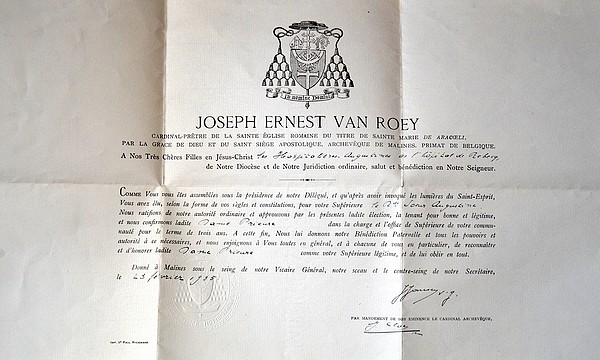 In nomine Domini
JOSEPH ERNEST VAN ROEY
CARDINAL-PRÊTRE DE LA SAINTE ÉGLISE ROMAINE DU TITRE DE SAINTE MARIE DE ARACŒLI.
PAR LA GRACE DE DIEU ET DU SAINT SIÈGE APOSTOLIQUE, ARCHEVÊQUE DE MALINES, PRIMAT DE BELGIQUE.
A Nos Très Chères Filles en Jésus-Christ les Hospitalières Augustines de l'hôpital de
de Notre Diocèse et de Notre Juridiction ordinaire, salut et bénédiction en Notre Seigneur.
COMME Vous vous êtes assemblées sous la présidence de notre Délégué, et qu'après avoir invoqué les lumières du Saint-Esprit,
Vous avez élu, selon la forme de vos règles et constitutions, pour votre Supérieure la Rde Sœur
Nous ratifions de notre autorité ordinaire et approuvons par les présentes ladite élection, la tenant pour bonne et légitime,
et nous confirmons ladite Dame Prieure dans la charge et l'office de Supérieure de votre commu-
nauté pour le terme de trois ans. A cette fin, Nous lui donnons notre Bénédiction Paternelle et tous les pouvoirs et
autorité à ce nécessaires, et nous enjoignons à Vous toutes en général, et à chacune de vous en particulier, de reconnaître
et d'honorer ladite Dame Prieure comme votre Supérieure légitime, et de lui obéir en tout.
Donné à Malines sous le seing de notre Vicaire Général, notre sceau et le contre-seing de notre Secrétaire,
le 23 février 1935
v.g.
PAR MANDEMENT DE SON EMINENCE LE CARDINAL ARCHEVÊQUE,